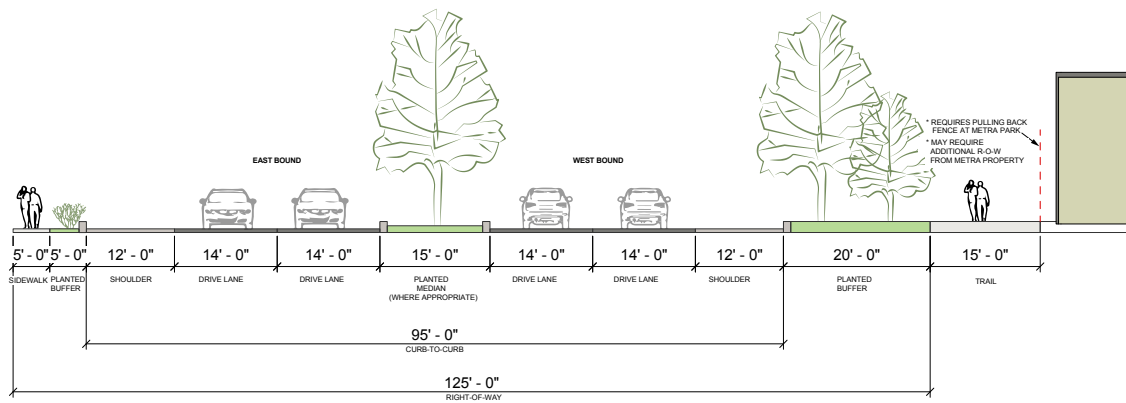 * REQUIRES PULLING BACK
FENCE AT METRA PARK
* MAY REQUIRE
ADDITIONAL R-O-W
FROM METRA PROPERTY
EAST BOUND
WEST BOUND
5' - 0"
5' - 0"
12' - 0"
14' - 0"
14' - 0"
15' - 0"
14' - 0"
14' - 0"
12' - 0"
20' - 0"
15' - 0"
SIDEWALK
PLANTED
BUFFER
SHOULDER
DRIVE LANE
DRIVE LANE
PLANTED
MEDIAN
(WHERE APPROPRIATE)
DRIVE LANE
DRIVE LANE
SHOULDER
PLANTED
BUFFER
TRAIL
95' - 0"
CURB-TO-CURB
125' - 0"
RIGHT-OF-WAY